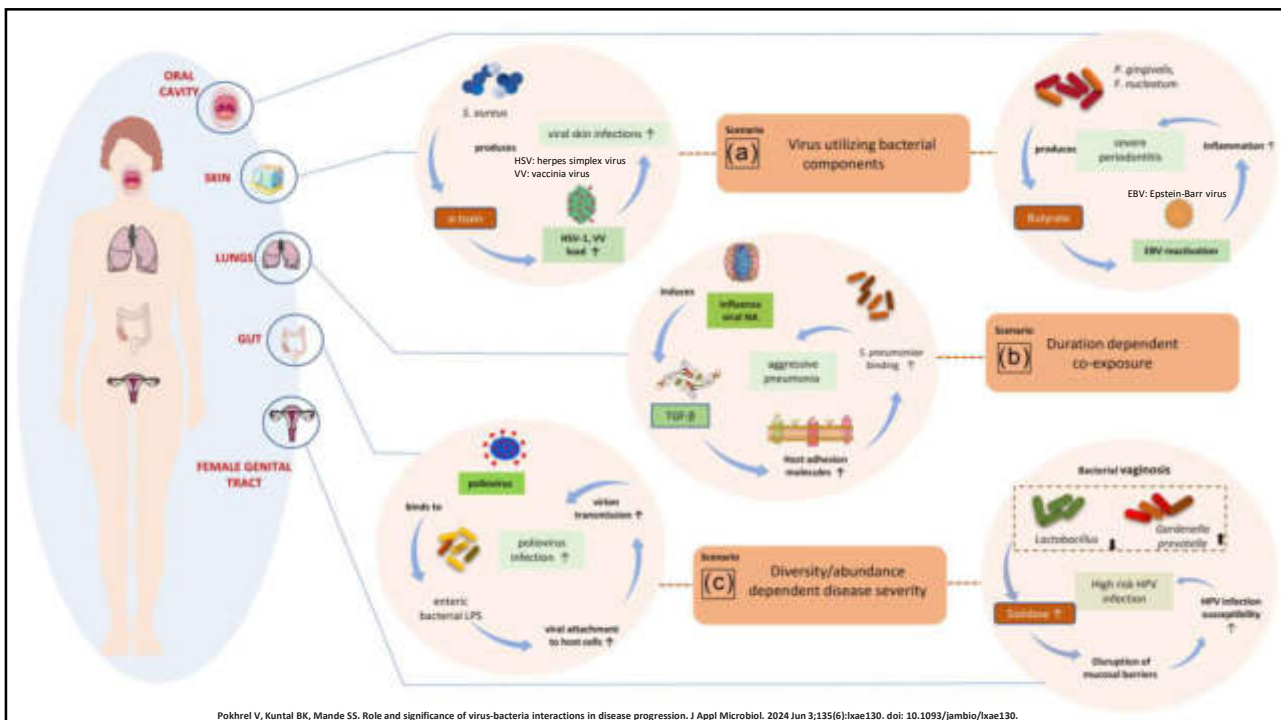 ORAL
CAVITY
SKIN
LUNGS
GUT
FEMALE GENITAL
TRACT
S. aureus
produces
viral skin infections ↑
HSV: herpes simplex virus
VV: vaccinia virus
α-toxin
HSV-1, VV
load ↑
Scenario
(a)
Virus utilizing bacterial
components
P. gingivalis,
F. nucleatum
produces
severe
periodontitis
Inflammation ↑
EBV: Epstein-Barr virus
Butyrate
EBV reactivation
induces
influenza
viral NA
aggressive
pneumonia
S. pneumoniae
binding ↑
TGF-β
Host adhesion
molecules ↑
Scenario
(b)
Duration dependent
co-exposure
poliovirus
binds to
virion
transmission ↑
poliovirus
infection ↑
enteric
bacterial LPS
viral attachment
to host cells ↑
Scenario
(c)
Diversity/abundance
dependent disease severity
Bacterial vaginosis
Lactobacillus
Gardenella
prevotella
High risk HPV
infection
Sialidase ↑
HPV infection
susceptibility
↑
Disruption of
mucosal barriers
Pokhrel V, Kuntal BK, Mande SS. Role and significance of virus-bacteria interactions in disease progression. J Appl Microbiol. 2024 Jun 3;135(6):lxae130. doi: 10.1093/jambio/lxae130.